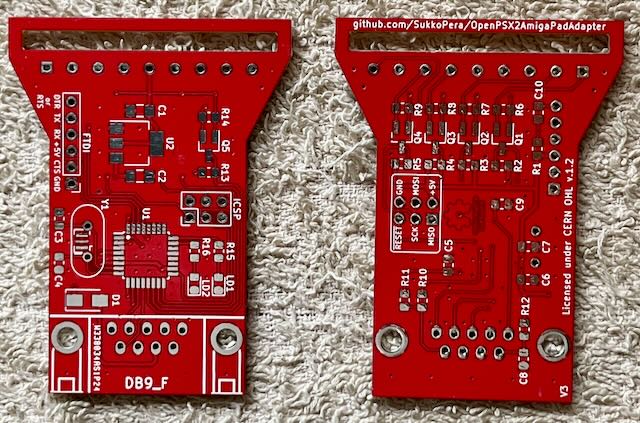 DTR
or
RTS
TX
RX
+5V
CTS
GND
FTDI
C1
U2
C2
R14
Q5
R13
ICSP
Y1
U1
C3
C4
R16
R15
LD2
LD1
D1
DB9_F
github.com/SukkoPera/OpenPSX2AmigaPadAdapter
R9
R8
R7
R6
C10
Q4
Q3
Q2
Q1
R5
R4
R3
R2
R1
GND
MOSI
+5V
RESET
SCK
MISO
C9
C5
C7
C6
R11
R10
R12
C8
Licensed under CERN OHL v.1.2
V3